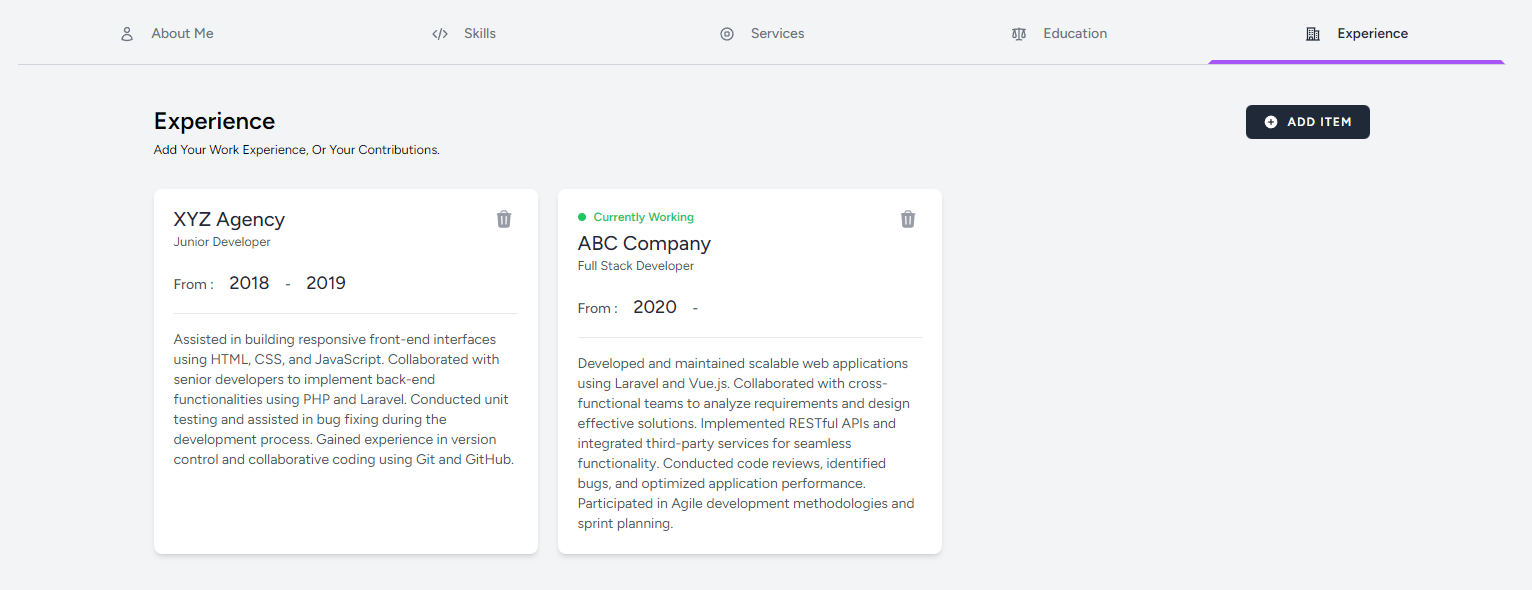 About Me
Skills
Services
Education
Experience
Experience
Add Your Work Experience, Or Your Contributions.
ADD ITEM
XYZ Agency
Junior Developer
From : 2018 - 2019
Assisted in building responsive front-end interfaces
using HTML, CSS, and JavaScript. Collaborated with
senior developers to implement back-end
functionalities using PHP and Laravel. Conducted unit
testing and assisted in bug fixing during the
development process. Gained experience in version
control and collaborative coding using Git and GitHub.
Currently Working
ABC Company
Full Stack Developer
From : 2020 -
Developed and maintained scalable web applications
using Laravel and Vue.js. Collaborated with cross-
functional teams to analyze requirements and design
effective solutions. Implemented RESTful APIs and
integrated third-party services for seamless
functionality. Conducted code reviews, identified
bugs, and optimized application performance.
Participated in Agile development methodologies and
sprint planning.